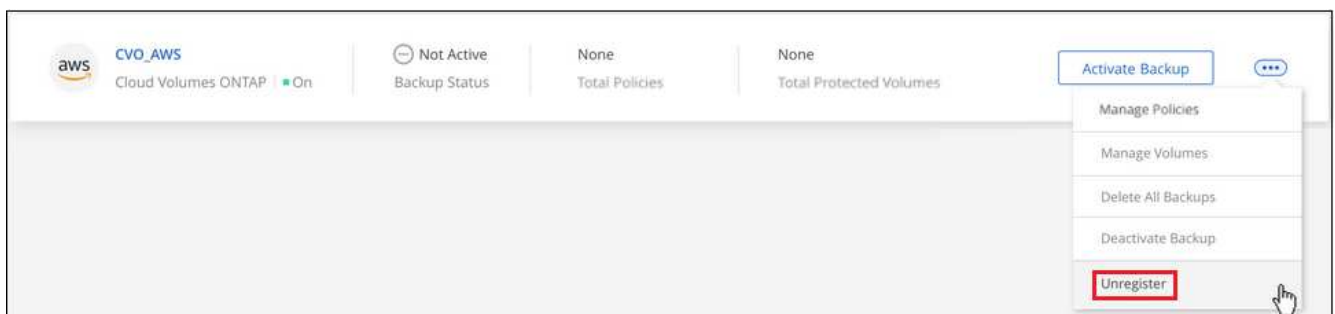 aws
CVO_AWS
Cloud Volumes ONTAP
On
Not Active
Backup Status
None
Total Policies
None
Total Protected Volumes
Activate Backup
Manage Policies
Manage Volumes
Delete All Backups
Deactivate Backup
Unregister